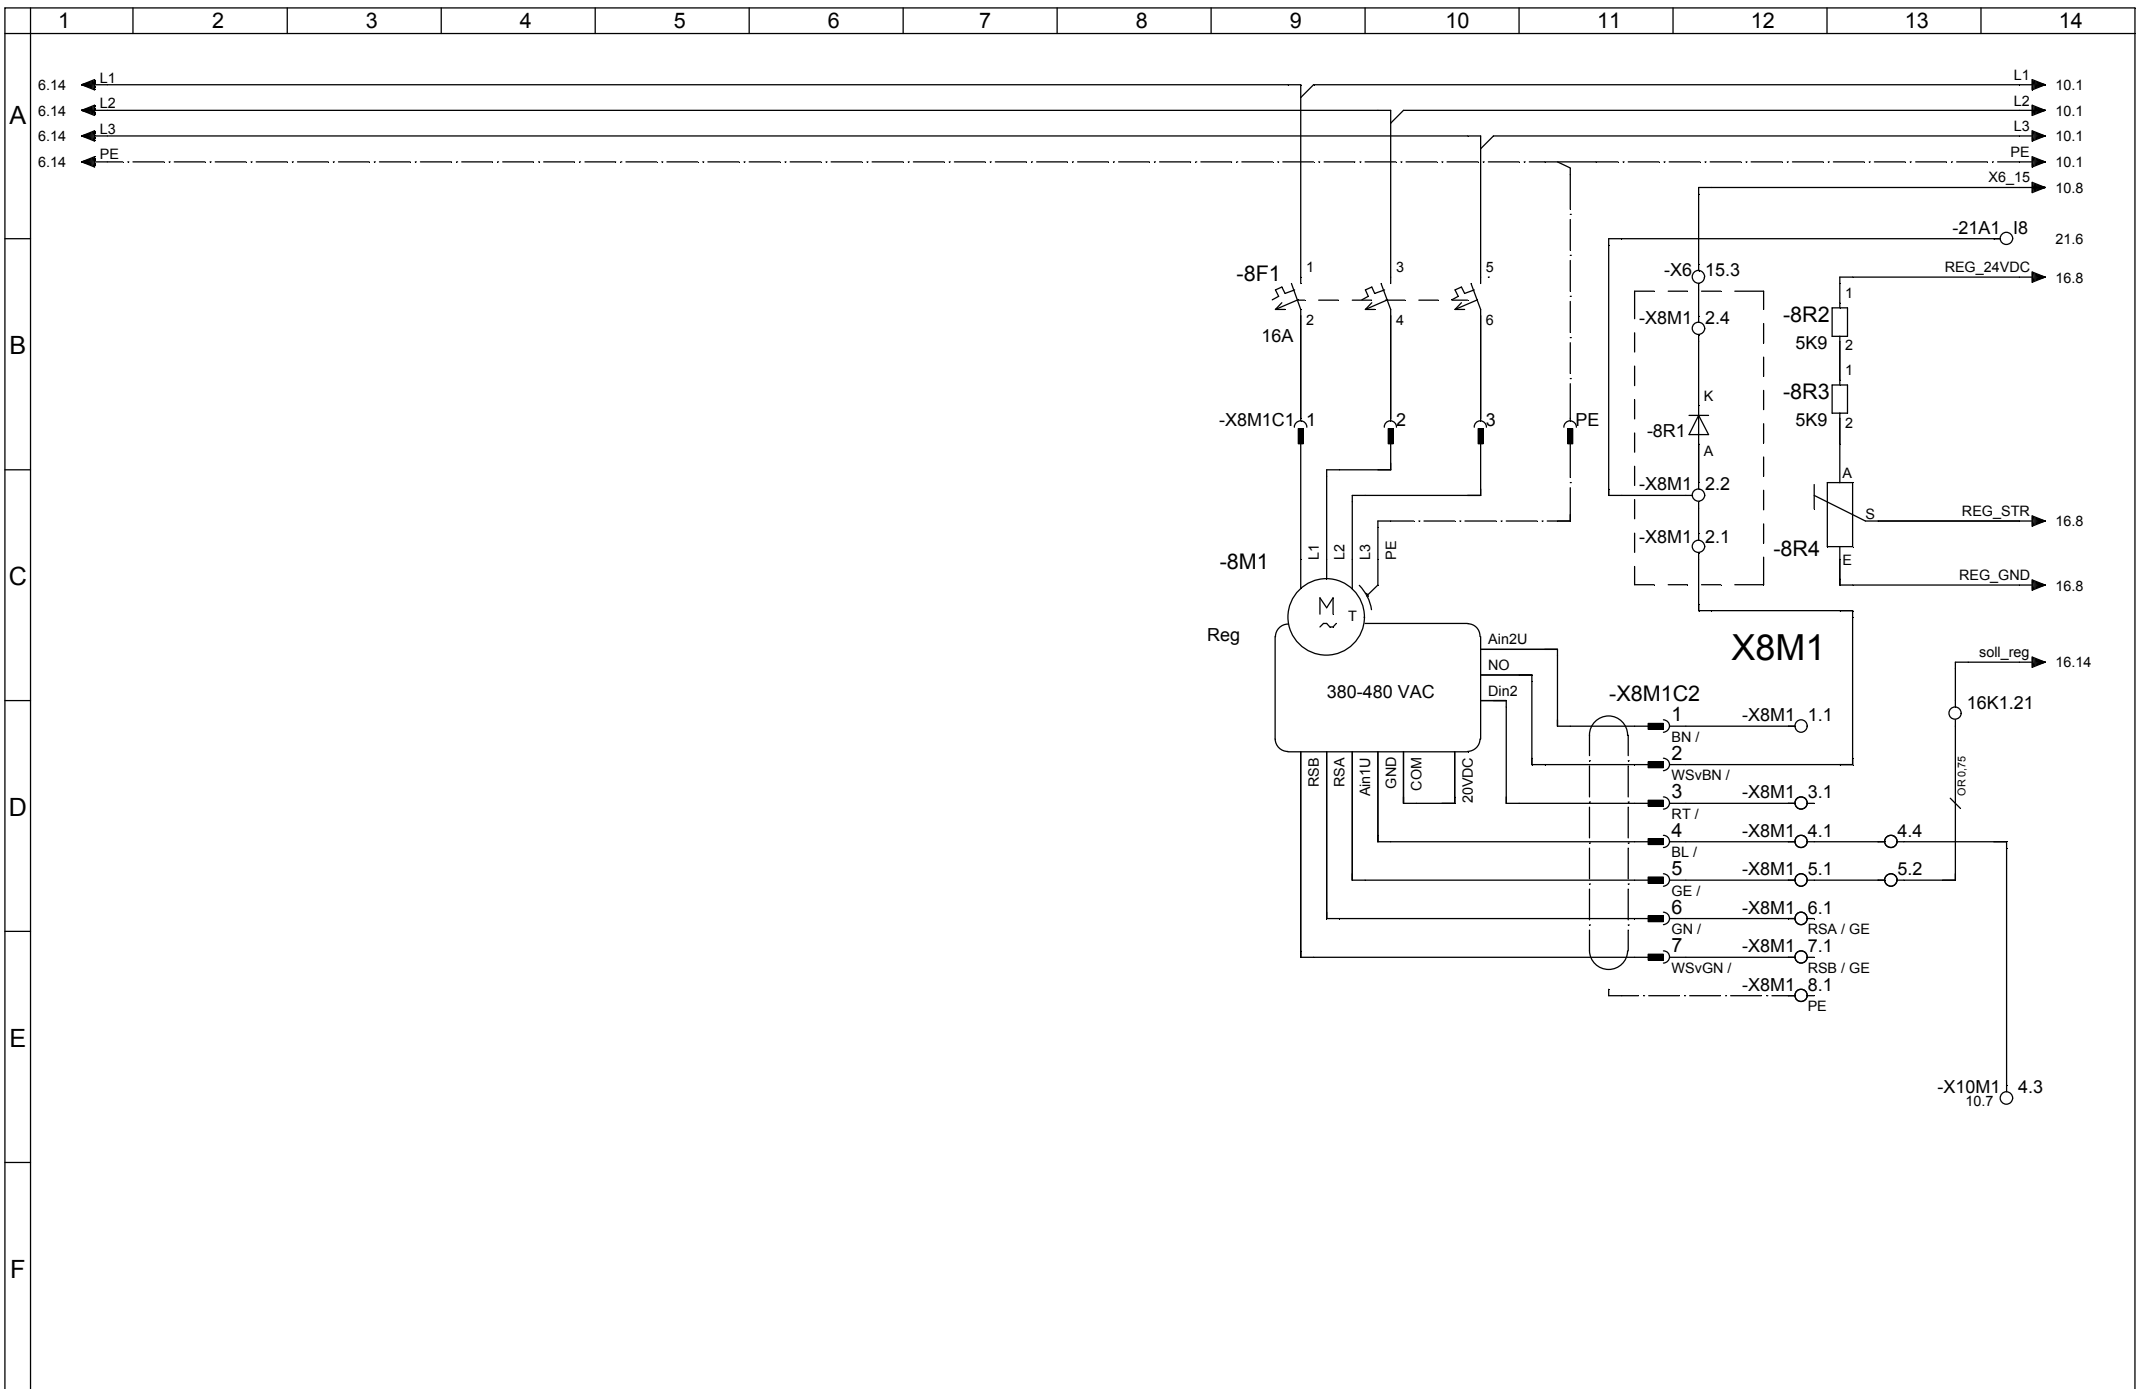 1 2 3 4 5 6 7 8 9 10 11 12 13 14
A
6.14 L1 L1 10.1
6.14 L2 L2 10.1
6.14 L3 L3 10.1
6.14 PE PE 10.1
X6_15 10.8
-21A1 I8 21.6
B
-8F1 1 3 5
2 4 6
16A
-X6 15.3
REG_24VDC 16.8
-X8M1 2.4
-8R2 1
5K9 2
-8R3 1
5K9 2
K
-8R1
A
-X8M1C1 1 2 3 PE
C
-X8M1 2.2
-X8M1 2.1
A
S REG_STR 16.8
-8R4
E
REG_GND 16.8
-8M1 L1 L2 L3 PE
M
~ T
Reg
380-480 VAC
Ain2U
NO
Din2
X8M1
soll_reg 16.14
16K1.21
OR 0,75
D
RSB RSA Ain1U GND COM 20VDC
-X8M1C2
1 -X8M1 1.1
BN /
2
WSvBN /
3 -X8M1 3.1
RT /
4 -X8M1 4.1 4.4
BL /
5 -X8M1 5.1 5.2
GE /
6 -X8M1 6.1
GN / RSA / GE
7 -X8M1 7.1
WSvGN / RSB / GE
-X8M1 8.1
PE
E
-X10M1 4.3
10.7
F